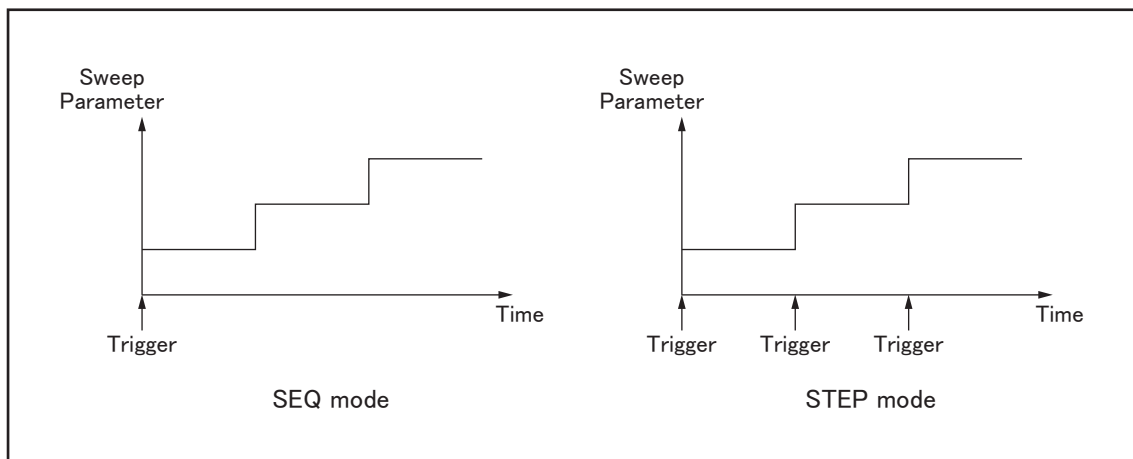 Sweep
Parameter
Time
Trigger
SEQ mode
Sweep
Parameter
Time
Trigger Trigger Trigger
STEP mode